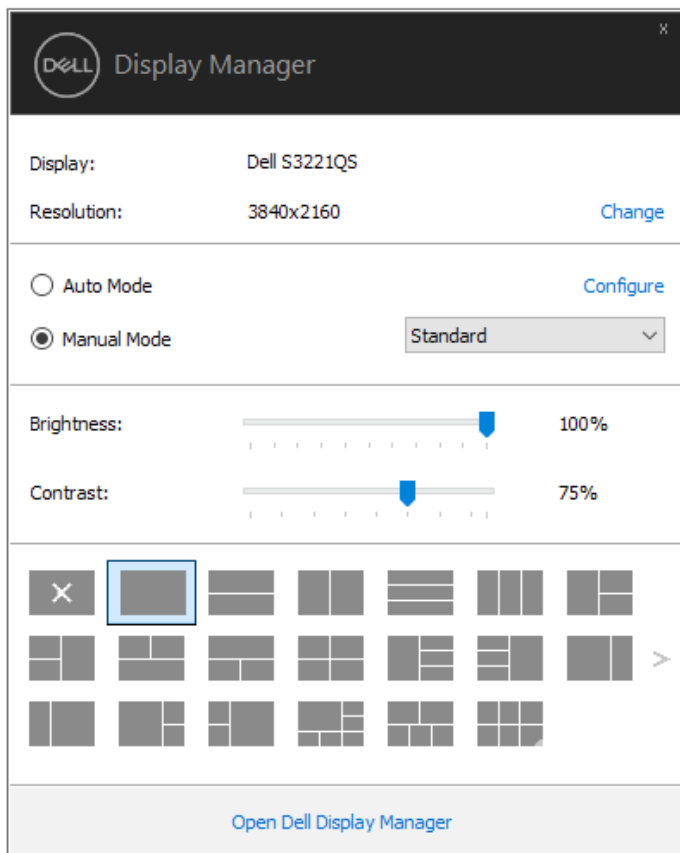 x
DELL Display Manager
Display: Dell S3221QS
Resolution: 3840x2160 Change
Auto Mode Configure
Manual Mode Standard
Brightness: 100%
Contrast: 75%
Open Dell Display Manager